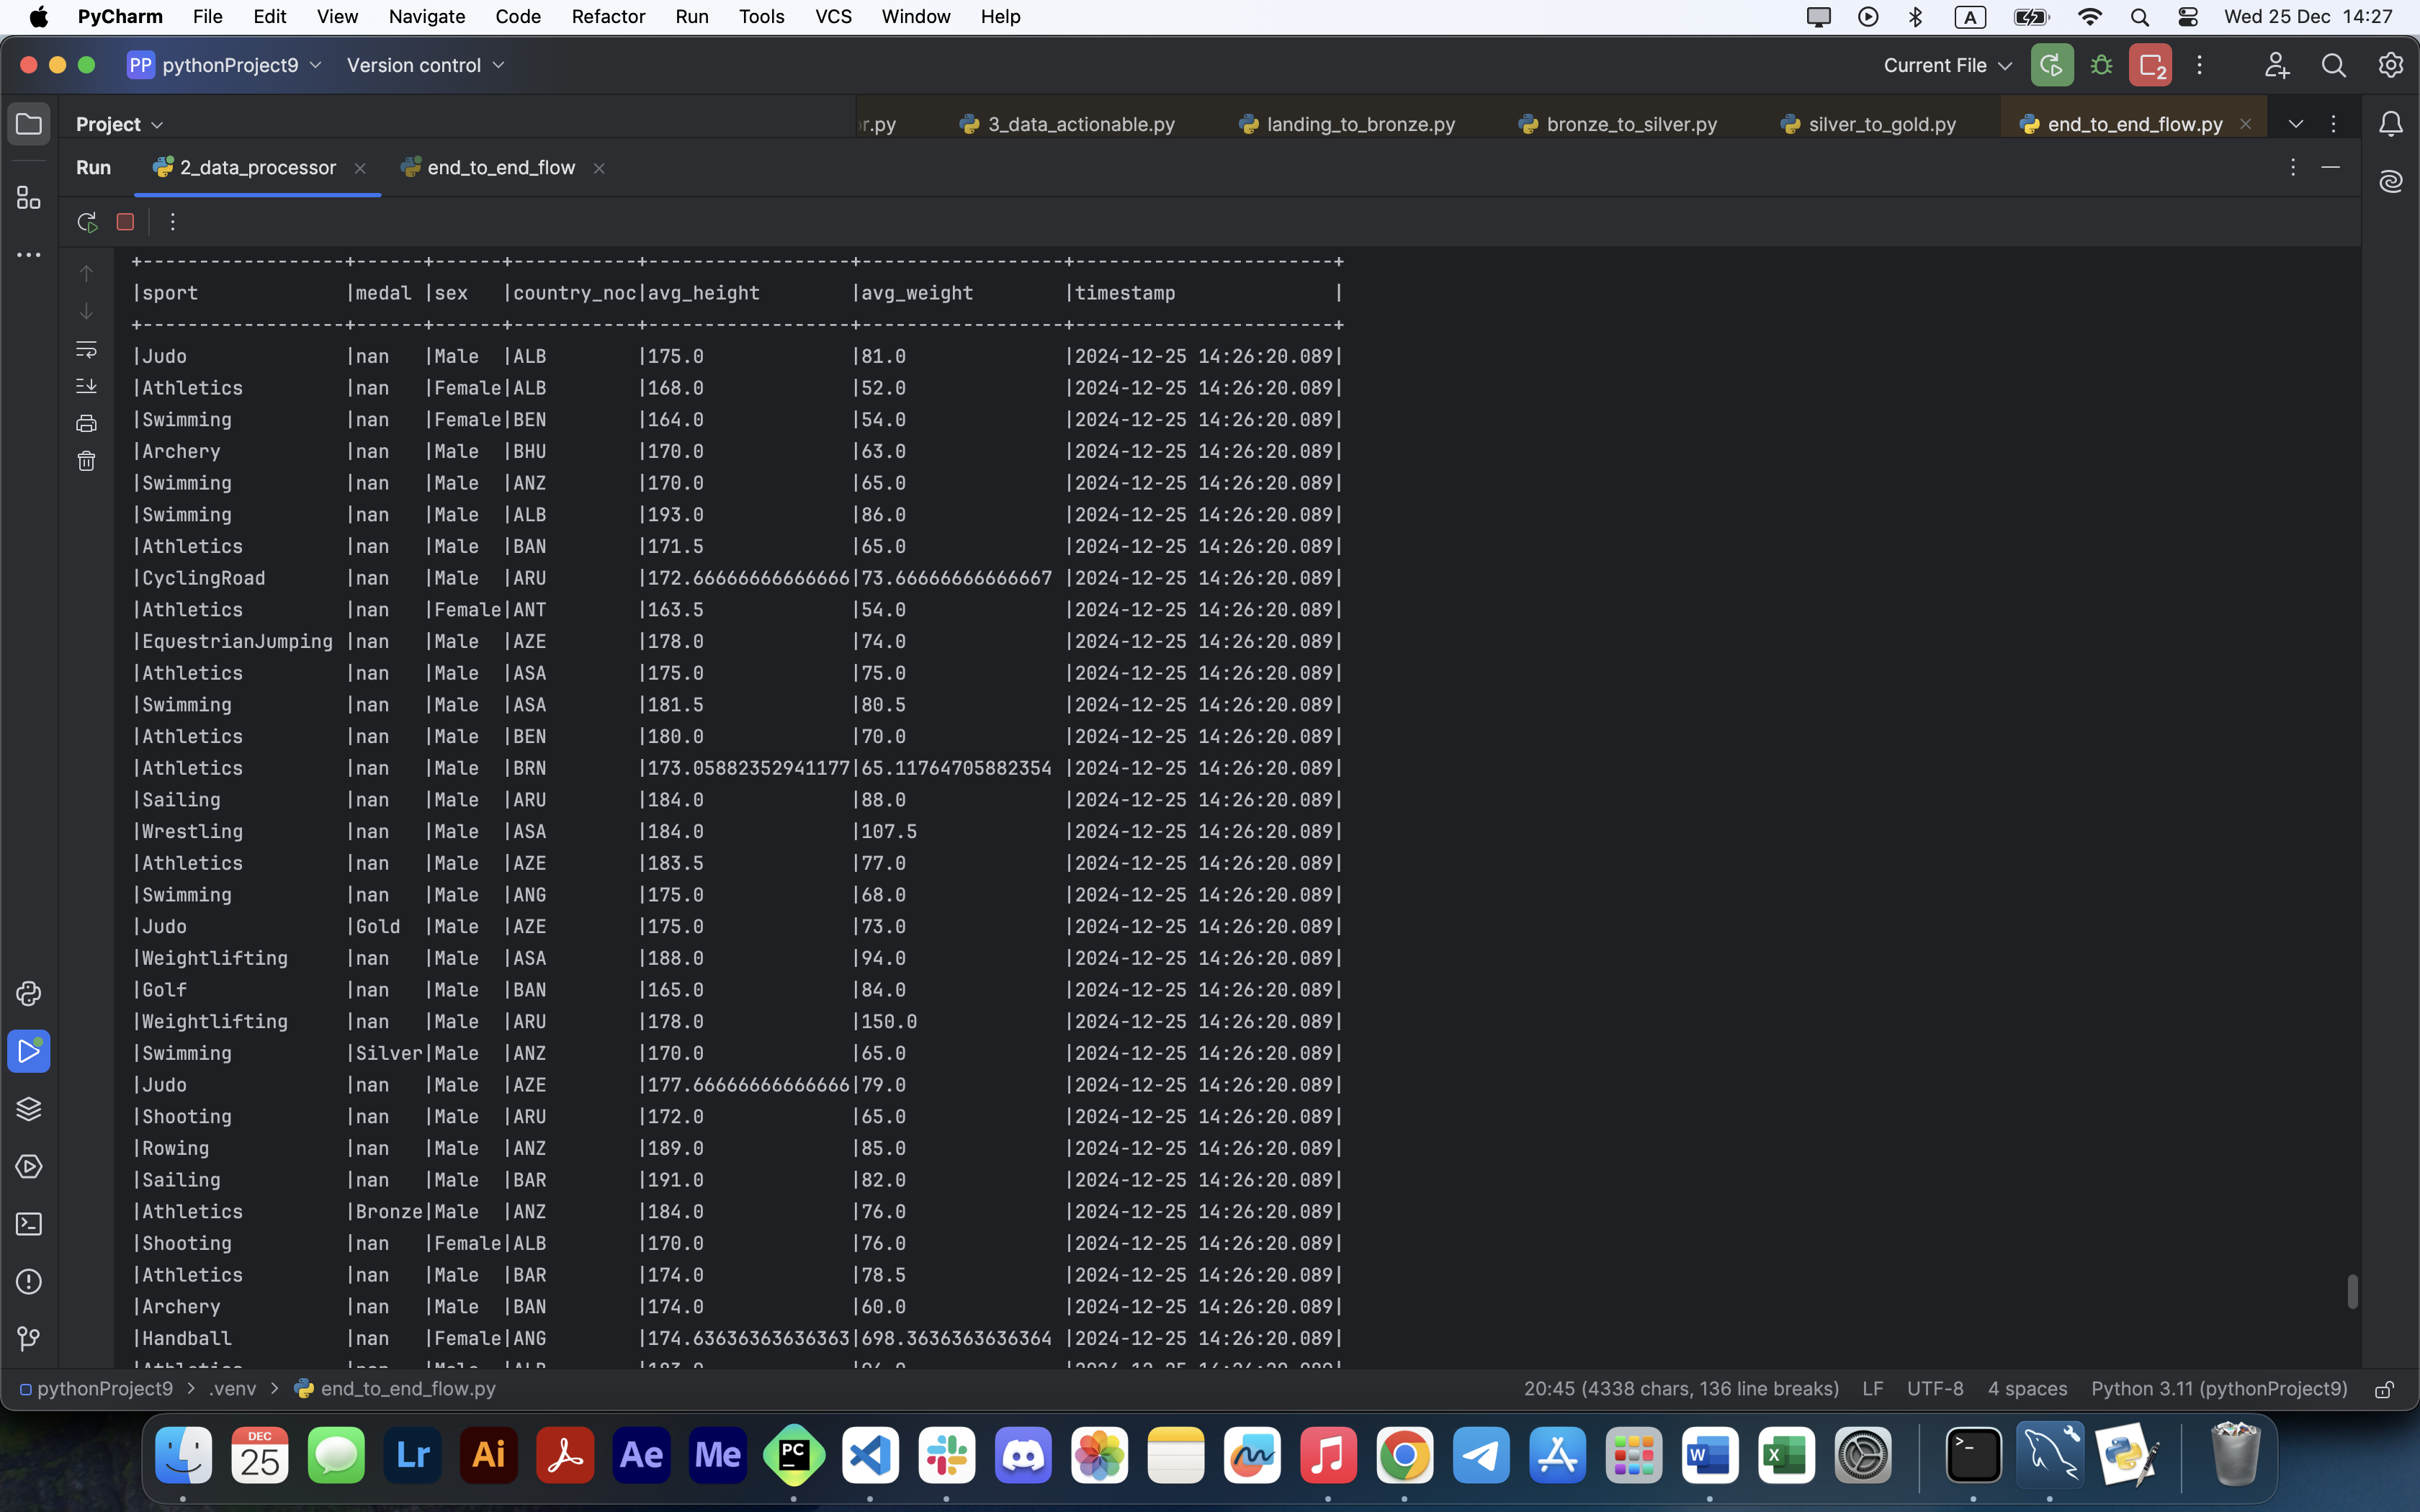 PyCharm File Edit View Navigate Code Refactor Run Tools VCS Window Help A Wed 25 Dec 14:27
PP pythonProject9 Version control Current File 2
Project r.py 3_data_actionable.py landing_to_bronze.py bronze_to_silver.py silver_to_gold.py end_to_end_flow.py
Run 2_data_processor end_to_end_flow
+------------------+------+------+-----------+------------------+------------------+-----------------------+
|sport             |medal |sex   |country_noc|avg_height        |avg_weight        |timestamp              |
+------------------+------+------+-----------+------------------+------------------+-----------------------+
|Judo              |nan   |Male  |ALB        |175.0             |81.0              |2024-12-25 14:26:20.089|
|Athletics         |nan   |Female|ALB        |168.0             |52.0              |2024-12-25 14:26:20.089|
|Swimming          |nan   |Female|BEN        |164.0             |54.0              |2024-12-25 14:26:20.089|
|Archery           |nan   |Male  |BHU        |170.0             |63.0              |2024-12-25 14:26:20.089|
|Swimming          |nan   |Male  |ANZ        |170.0             |65.0              |2024-12-25 14:26:20.089|
|Swimming          |nan   |Male  |ALB        |193.0             |86.0              |2024-12-25 14:26:20.089|
|Athletics         |nan   |Male  |BAN        |171.5             |65.0              |2024-12-25 14:26:20.089|
|CyclingRoad       |nan   |Male  |ARU        |172.66666666666666|73.66666666666667 |2024-12-25 14:26:20.089|
|Athletics         |nan   |Female|ANT        |163.5             |54.0              |2024-12-25 14:26:20.089|
|EquestrianJumping |nan   |Male  |AZE        |178.0             |74.0              |2024-12-25 14:26:20.089|
|Athletics         |nan   |Male  |ASA        |175.0             |75.0              |2024-12-25 14:26:20.089|
|Swimming          |nan   |Male  |ASA        |181.5             |80.5              |2024-12-25 14:26:20.089|
|Athletics         |nan   |Male  |BEN        |180.0             |70.0              |2024-12-25 14:26:20.089|
|Athletics         |nan   |Male  |BRN        |173.05882352941177|65.11764705882354 |2024-12-25 14:26:20.089|
|Sailing           |nan   |Male  |ARU        |184.0             |88.0              |2024-12-25 14:26:20.089|
|Wrestling         |nan   |Male  |ASA        |184.0             |107.5             |2024-12-25 14:26:20.089|
|Athletics         |nan   |Male  |AZE        |183.5             |77.0              |2024-12-25 14:26:20.089|
|Swimming          |nan   |Male  |ANG        |175.0             |68.0              |2024-12-25 14:26:20.089|
|Judo              |Gold  |Male  |AZE        |175.0             |73.0              |2024-12-25 14:26:20.089|
|Weightlifting     |nan   |Male  |ASA        |188.0             |94.0              |2024-12-25 14:26:20.089|
|Golf              |nan   |Male  |BAN        |165.0             |84.0              |2024-12-25 14:26:20.089|
|Weightlifting     |nan   |Male  |ARU        |178.0             |150.0             |2024-12-25 14:26:20.089|
|Swimming          |Silver|Male  |ANZ        |170.0             |65.0              |2024-12-25 14:26:20.089|
|Judo              |nan   |Male  |AZE        |177.66666666666666|79.0              |2024-12-25 14:26:20.089|
|Shooting          |nan   |Male  |ARU        |172.0             |65.0              |2024-12-25 14:26:20.089|
|Rowing            |nan   |Male  |ANZ        |189.0             |85.0              |2024-12-25 14:26:20.089|
|Sailing           |nan   |Male  |BAR        |191.0             |82.0              |2024-12-25 14:26:20.089|
|Athletics         |Bronze|Male  |ANZ        |184.0             |76.0              |2024-12-25 14:26:20.089|
|Shooting          |nan   |Female|ALB        |170.0             |76.0              |2024-12-25 14:26:20.089|
|Athletics         |nan   |Male  |BAR        |174.0             |78.5              |2024-12-25 14:26:20.089|
|Archery           |nan   |Male  |BAN        |174.0             |60.0              |2024-12-25 14:26:20.089|
|Handball          |nan   |Female|ANG        |174.63636363636363|698.3636363636364 |2024-12-25 14:26:20.089|
pythonProject9 > .venv > end_to_end_flow.py 20:45 (4338 chars, 136 line breaks) LF UTF-8 4 spaces Python 3.11 (pythonProject9)
DEC
25 Lr Ai Ae Me PC W X >_